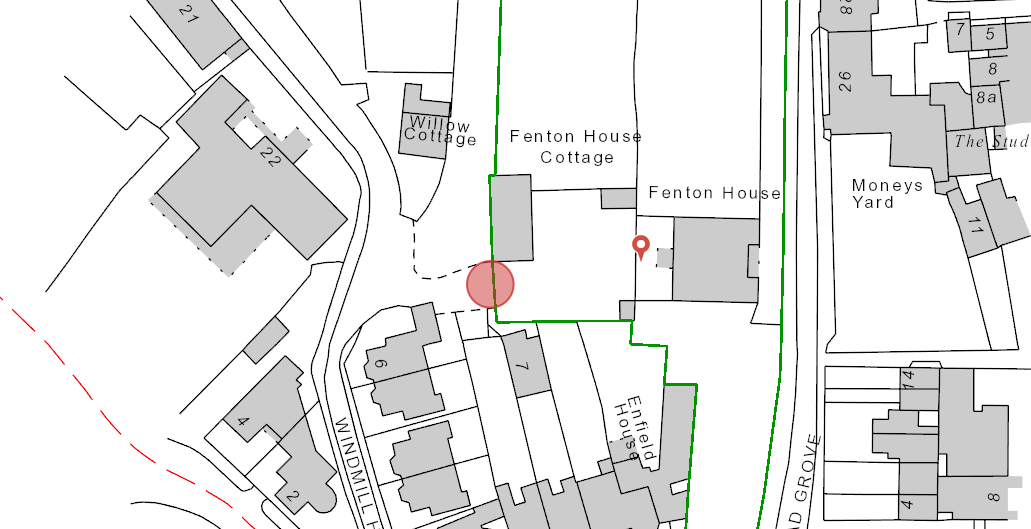 21
82
7
5
8
26
8a
Willow
Cottage
Fenton House
Cottage
The Stud
22
Fenton House
Moneys
Yard
11
6
7
14
4
Enfield
House
WINDMILL H
AD GROVE
2
4
8